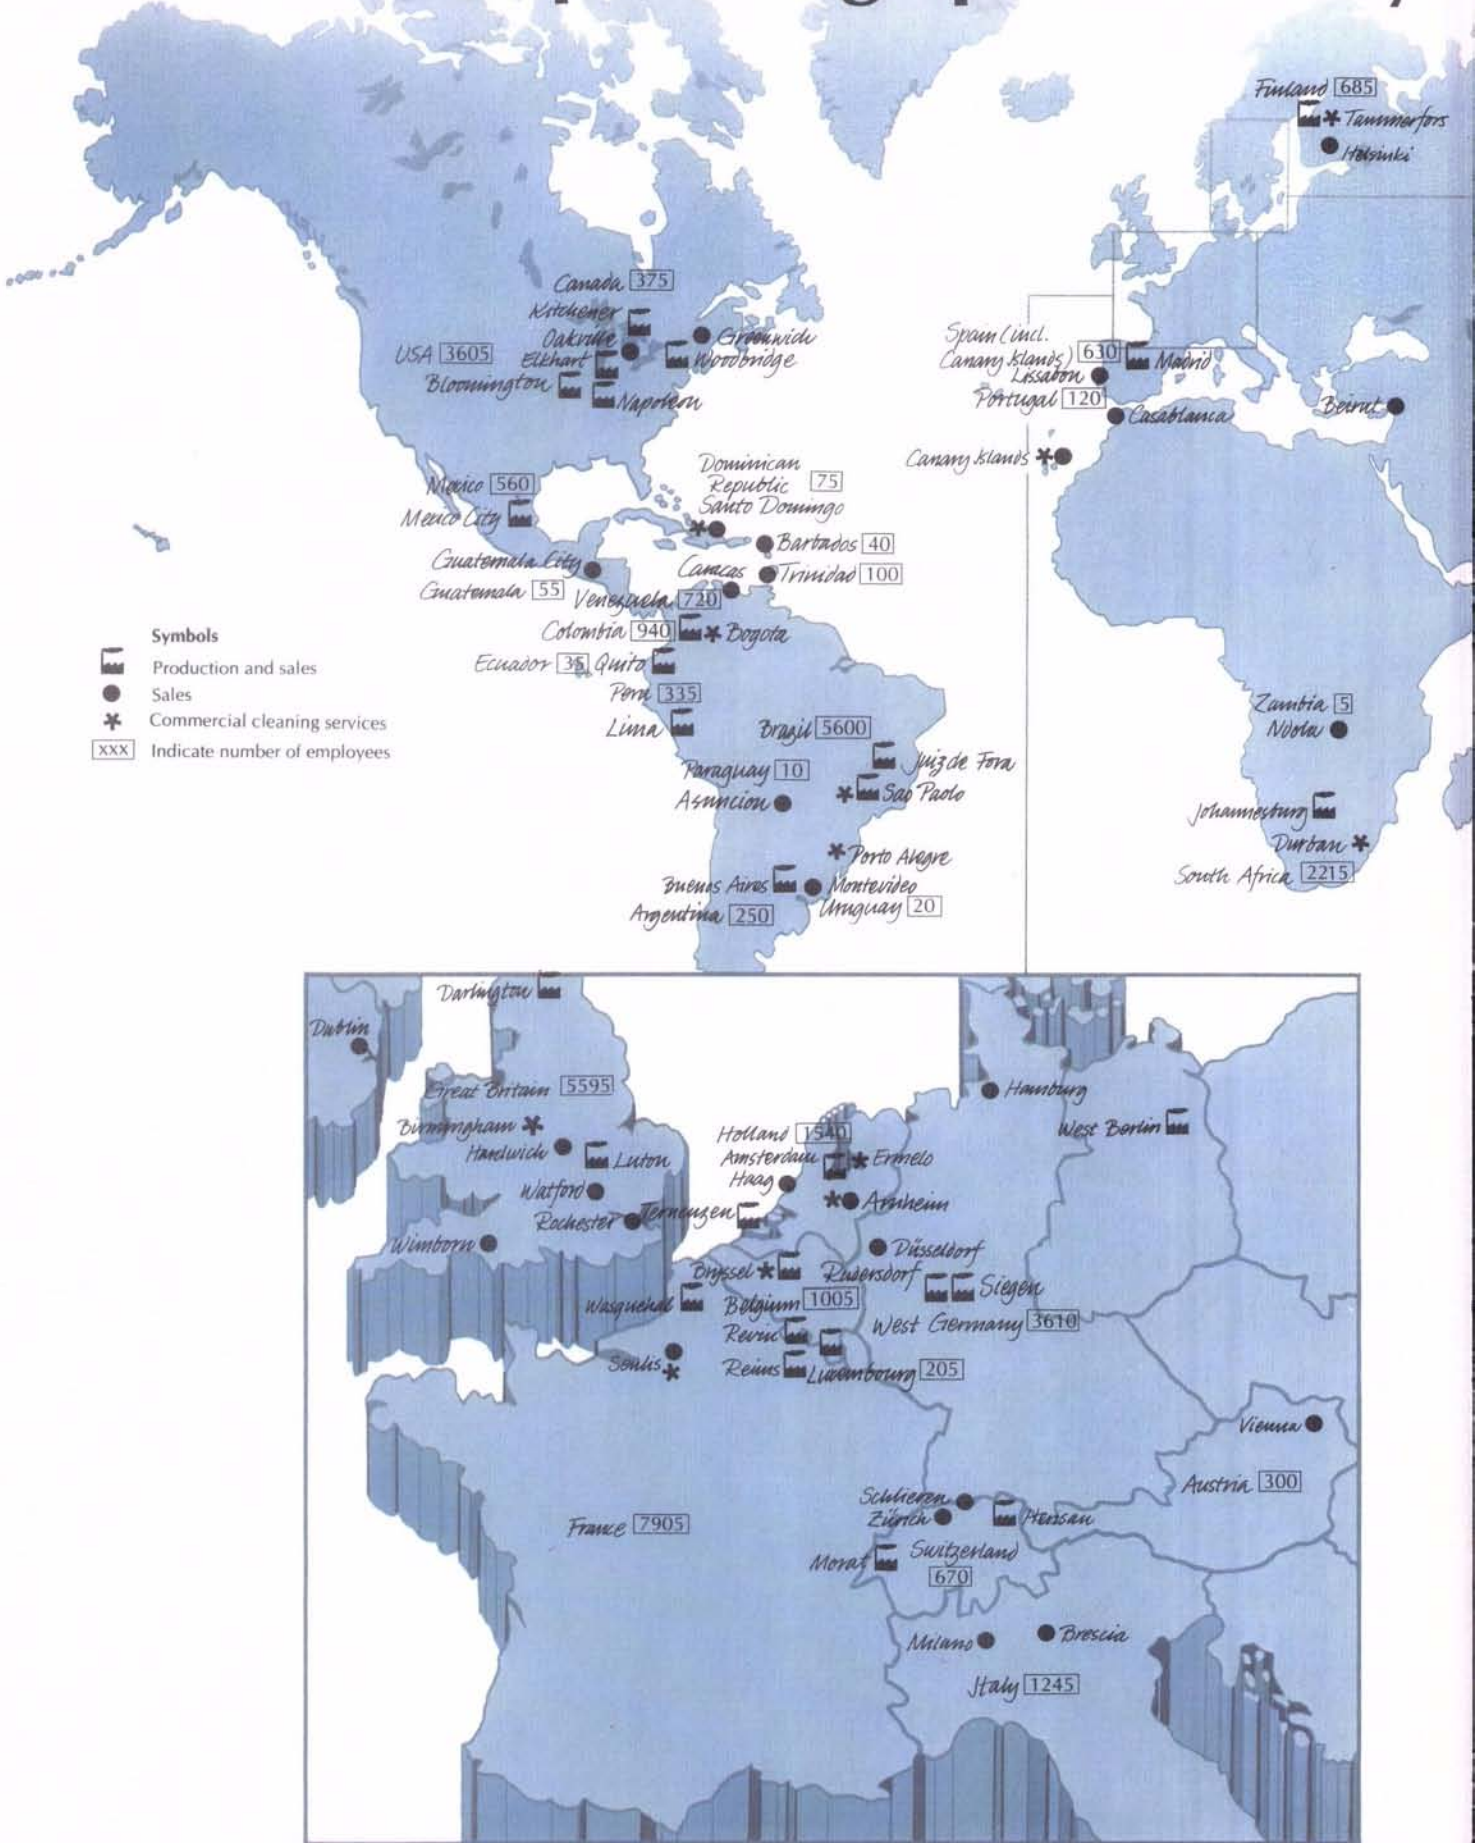 Finland 685
Tammerfors
Helsinki
Canada 375
Kitchener
Oakville
Greenwich
USA 3605
Elkhart
Woodbridge
Bloomington
Napoleon
Spain (incl.
Canary Islands) 630
Madrid
Lissabon
Portugal 120
Casablanca
Beirut
Canary Islands
Mexico 560
Mexico City
Dominican
Republic 75
Santo Domingo
Barbados 40
Guatemala City
Caracas
Trinidad 100
Guatemala 55
Venezuela 720
Colombia 940
Bogota
Ecuador 35
Quito
Peru 335
Lima
Brazil 5600
Juiz de Fora
Paraguay 10
Sao Paolo
Asuncion
Porto Alegre
Buenos Aires
Montevideo
Argentina 250
Uruguay 20
Symbols
Production and sales
Sales
Commercial cleaning services
XXX Indicate number of employees
Zambia 5
Ndola
Johannesburg
Durban
South Africa 2215
Darlington
Dublin
Great Britain 5595
Birmingham
Hardwich
Luton
Watford
Rochester
Wimborn
Hamburg
West Berlin
Holland 1540
Amsterdam
Ermelo
Haag
Arnheim
Terneuzen
Düsseldorf
Bryssel
Rudersdorf
Siegen
Wasquehal
Belgium 1005
West Germany 3610
Revin
Senlis
Reims
Luxembourg 205
Vienna
Austria 300
Schlieren
Zürich
Herisau
France 7905
Morat
Switzerland
670
Milano
Brescia
Italy 1245